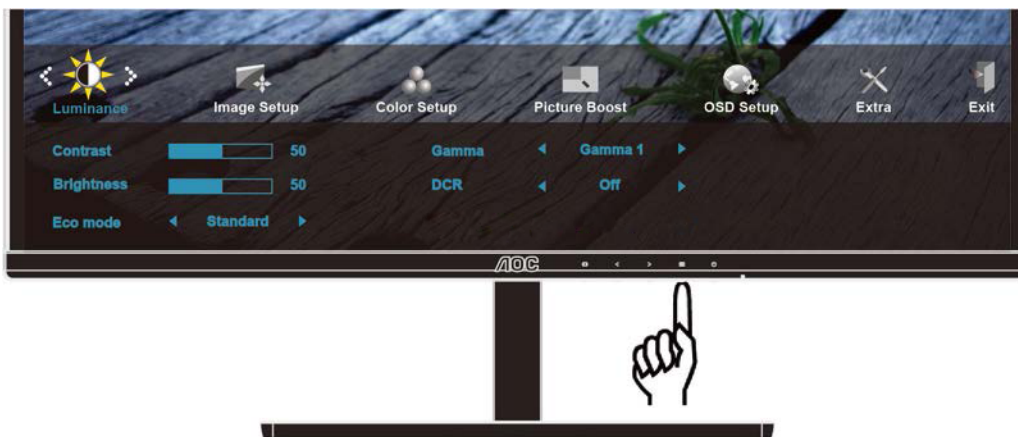 Luminance Image Setup Color Setup Picture Boost OSD Setup Extra Exit
Contrast 50 Gamma Gamma 1
Brightness 50 DCR Off
Eco mode Standard
AOC